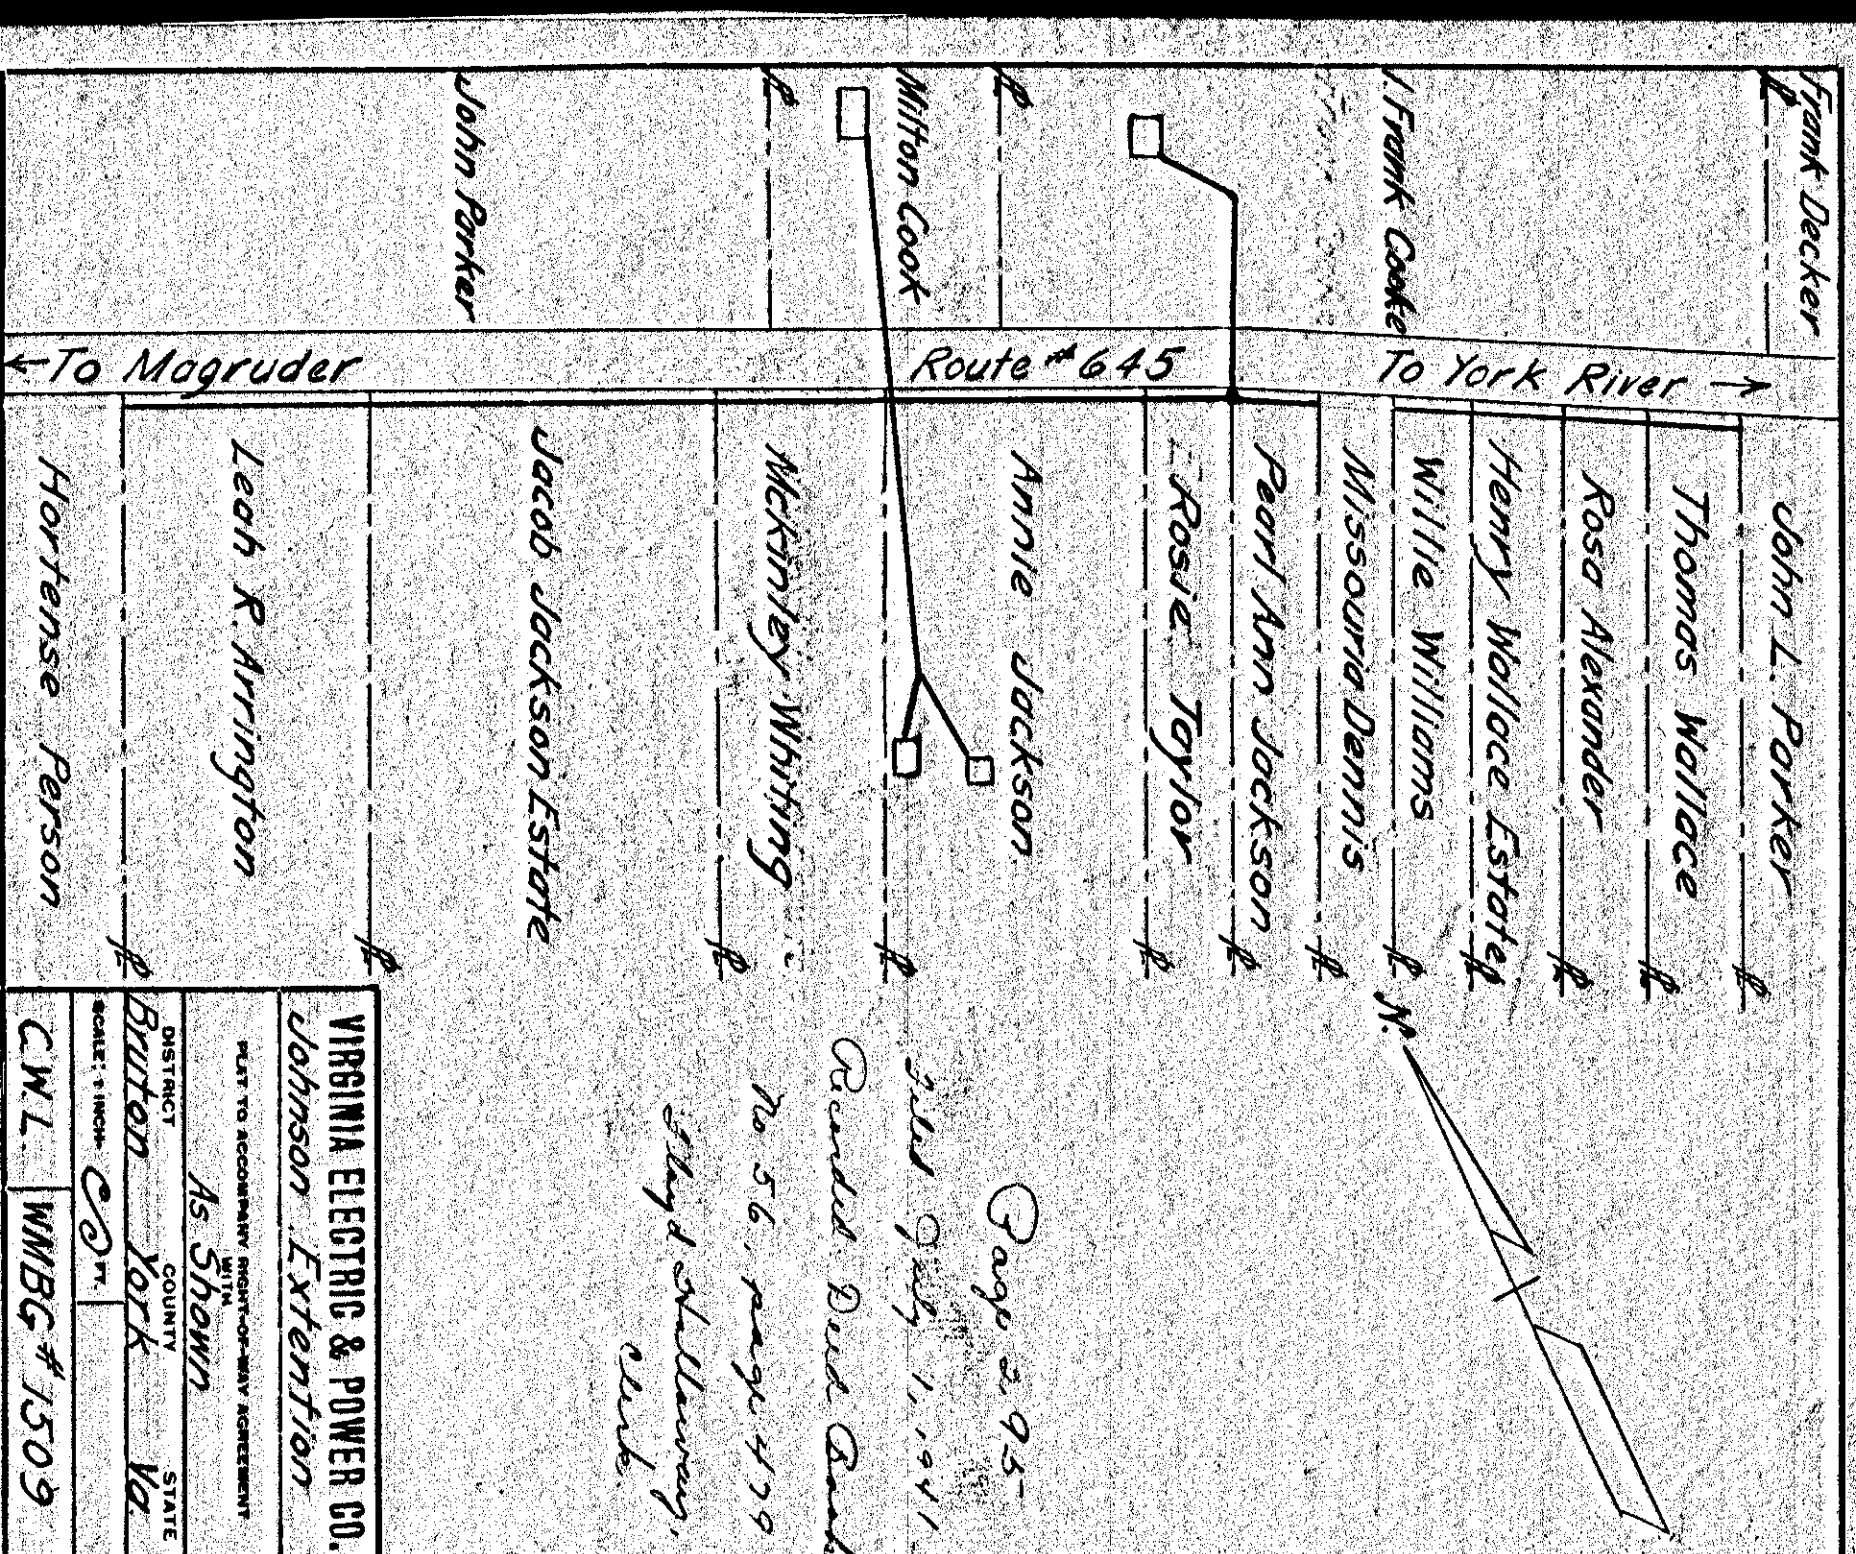 Frank Decker
I. Frank Cooke
Milton Cook
John Parker
←To Magruder
Route #645
To York River →
John L. Parker
Thomas Wallace
Rosa Alexander
Henry Wallace Estate
Willie Williams
Missouria Dennis
Pearl Ann Jackson
Rosie Taylor
Annie Jackson
Mckinley Whiting
Jacob Jackson Estate
Leah R. Arrington
Hortense Person
N.
Page 295
Filed July 1, 1941
Recorded Deed Book
No 56, page 479
Floyd Holloway,
Clerk
VIRGINIA ELECTRIC & POWER CO.
Johnson Extention
PLAT TO ACCOMPANY RIGHT-OF-WAY AGREEMENT
WITH
As Shown
DISTRICT COUNTY STATE
Bruton York Va.
SCALE: 1 INCH= FT.
C.W.L. WMBG #1509